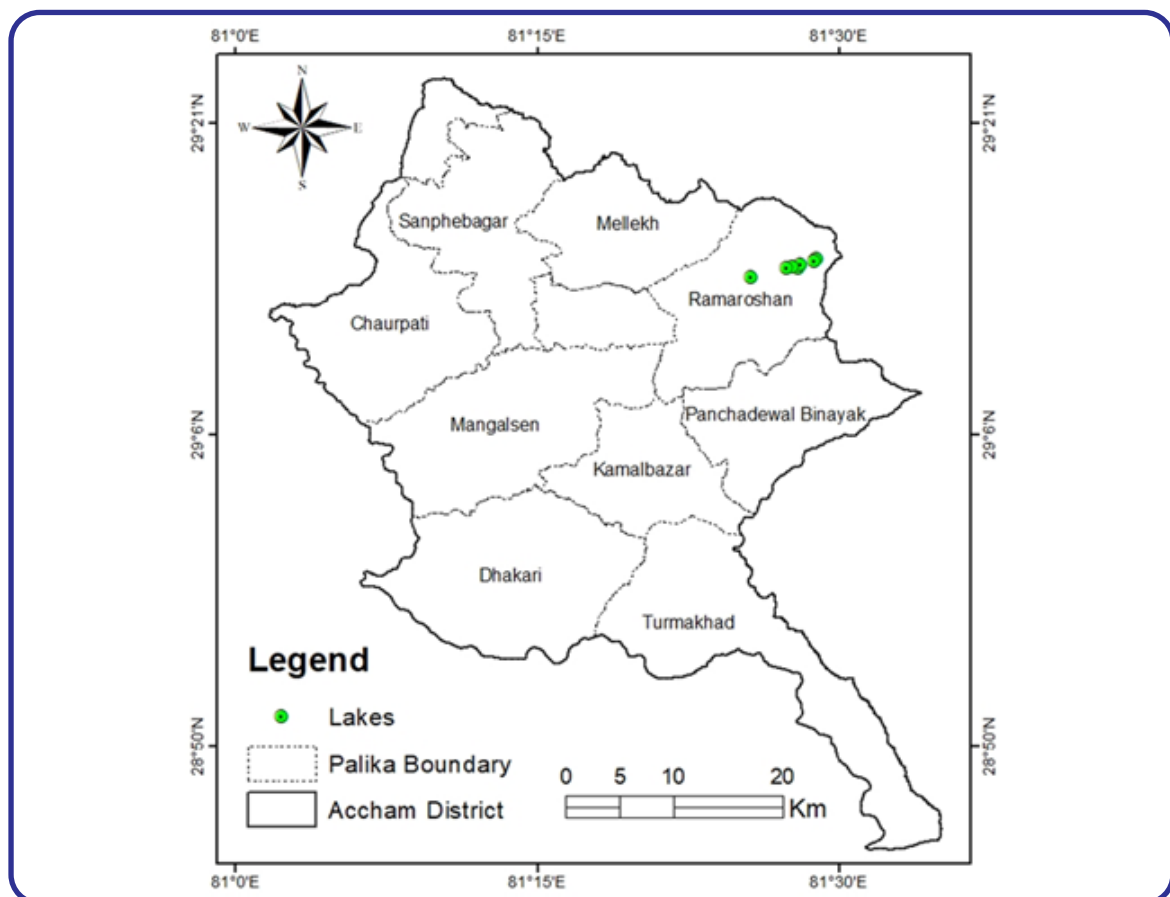 81°0'E 81°15'E 81°30'E
N
W E
S
29°21'N 29°21'N
Sanphebagar Mellekh
Ramaroshan
Chaurpati
Panchadewal Binayak
Mangalsen
29°6'N 29°6'N
Kamalbazar
Dhakari
Turmakhad
Legend
Lakes
Palika Boundary
Accham District
0 5 10 20
Km
28°50'N 28°50'N
81°0'E 81°15'E 81°30'E